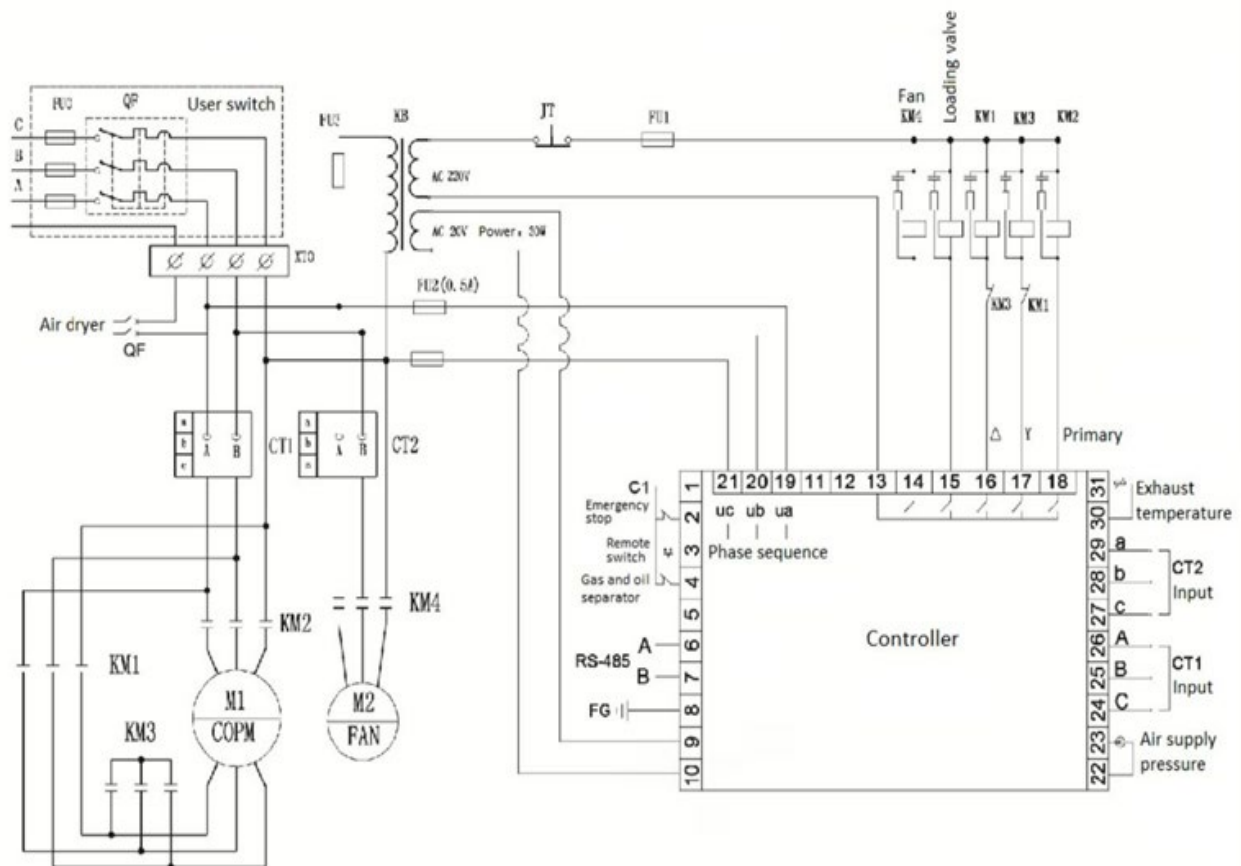 Fan
KM4
Loading valve
KM1
KM3
KM2
FU0
QF
User switch
C
B
A
KB
JT
FU1
AC 220V
AC 20V
Power: 30W
XT0
FU2(0.5A)
Air dryer
QF
KM3
KM1
a
b
c
A
B
CT1
b
A
B
CT2
Δ
Y
Primary
C1
Emergency
stop
Remote
switch
Gas and oil
separator
RS-485
A
B
FG
1
2
3
4
5
6
7
8
9
10
21
20
19
11
12
13
14
15
16
17
18
uc
ub
ua
Phase sequence
Controller
31
30
29
28
27
26
25
24
23
22
Exhaust
temperature
a
b
c
CT2
Input
A
B
C
CT1
Input
Air supply
pressure
KM2
KM4
KM1
M1
COPM
M2
FAN
KM3